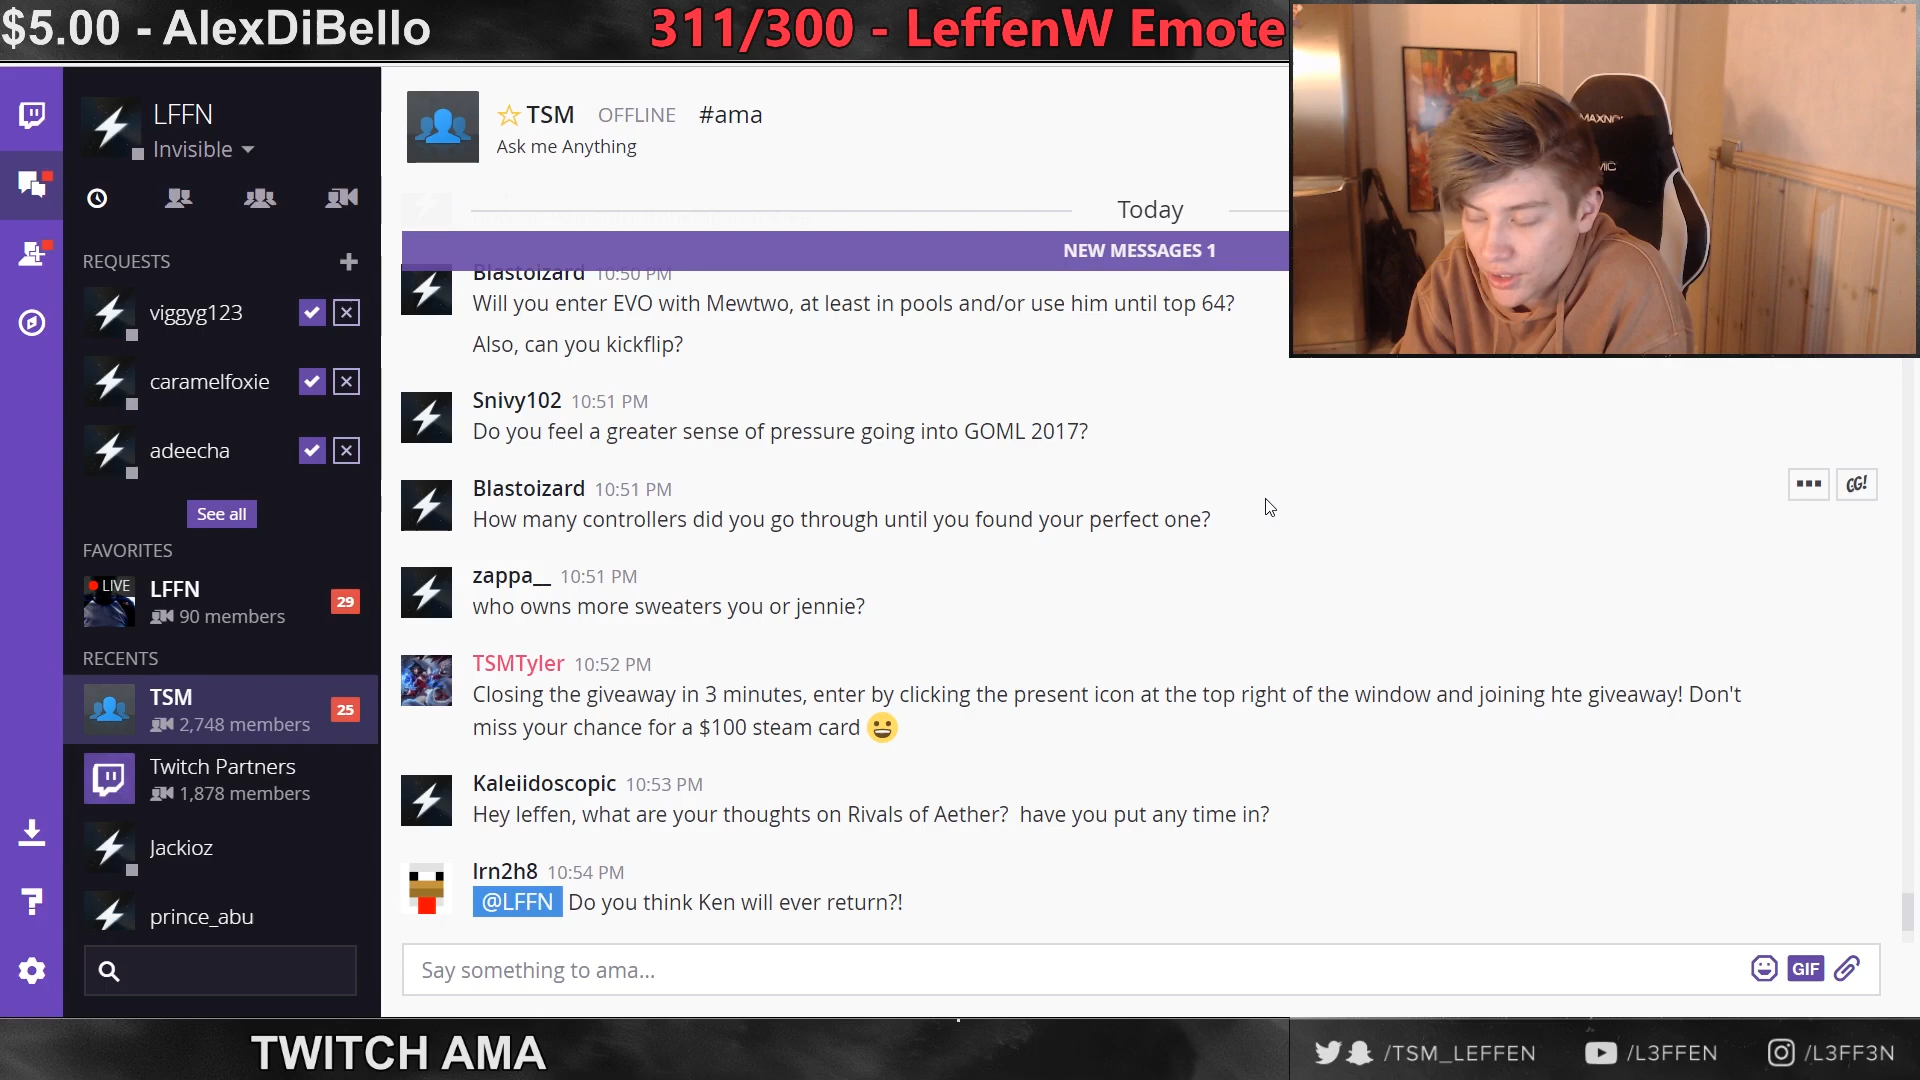 $5.00 - AlexDiBello
311/300 - LeffenW Emote
LFFN
Invisible
REQUESTS
viggyg123
caramelfoxie
adeecha
See all
FAVORITES
LIVE
LFFN
90 members
29
RECENTS
TSM
2,748 members
25
Twitch Partners
1,878 members
Jackioz
prince_abu
TSM OFFLINE #ama
Ask me Anything
Today
NEW MESSAGES 1
Blastoizard 10:50 PM
Will you enter EVO with Mewtwo, at least in pools and/or use him until top 64?
Also, can you kickflip?
Snivy102 10:51 PM
Do you feel a greater sense of pressure going into GOML 2017?
Blastoizard 10:51 PM
How many controllers did you go through until you found your perfect one?
GG!
zappa__ 10:51 PM
who owns more sweaters you or jennie?
TSMTyler 10:52 PM
Closing the giveaway in 3 minutes, enter by clicking the present icon at the top right of the window and joining hte giveaway! Don't
miss your chance for a $100 steam card
Kaleiidoscopic 10:53 PM
Hey leffen, what are your thoughts on Rivals of Aether?  have you put any time in?
lrn2h8 10:54 PM
@LFFN Do you think Ken will ever return?!
Say something to ama...
GIF
TWITCH AMA
/TSM_LEFFEN
/L3FFEN
/L3FF3N